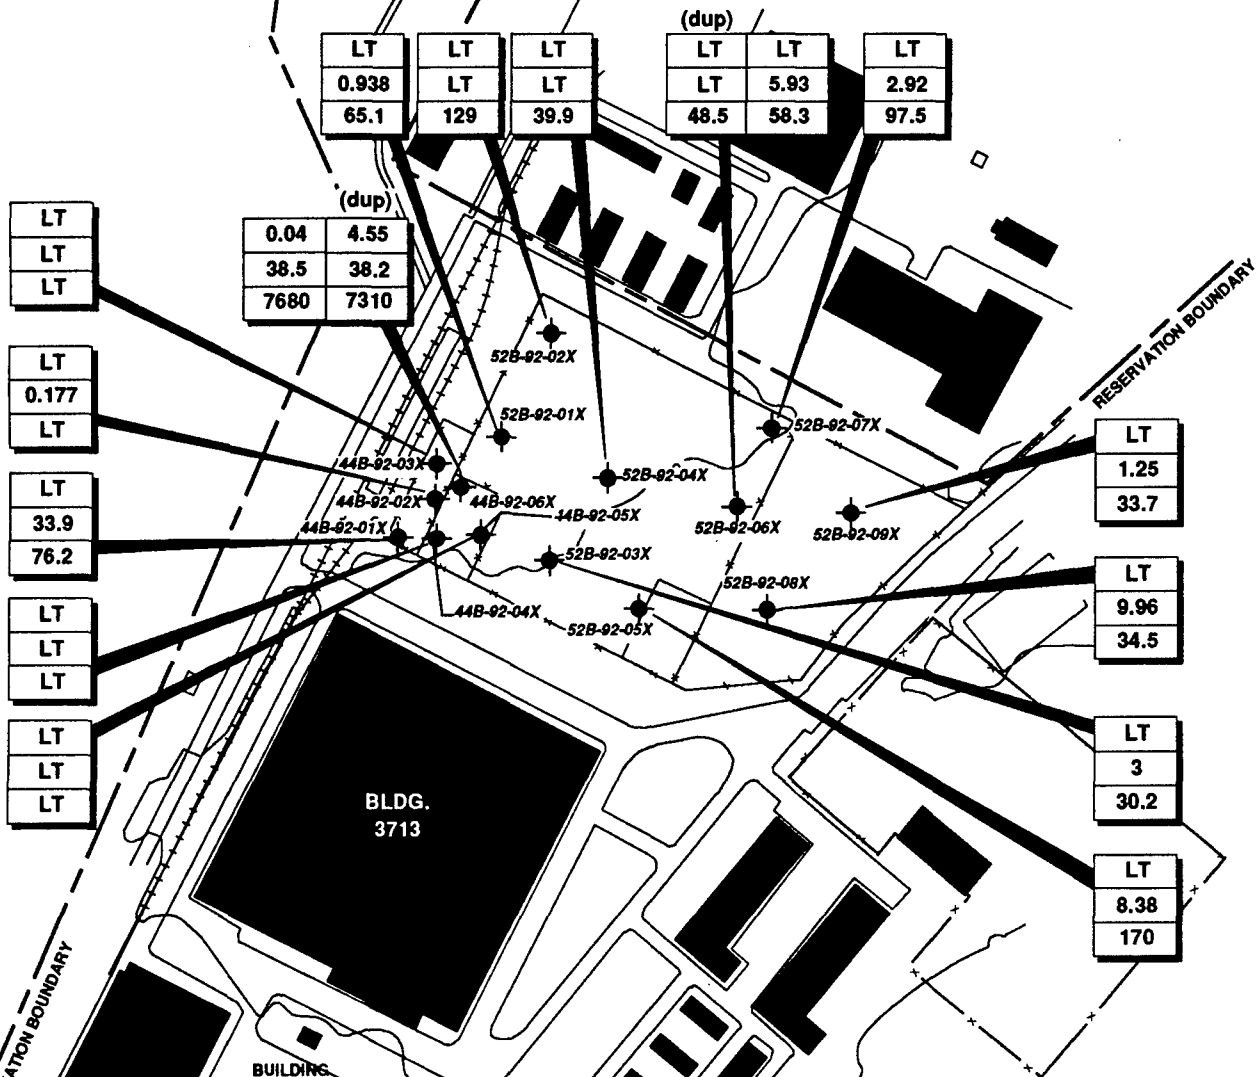 (dup)
LT
0.938
65.1
LT
LT
129
LT
LT
39.9
LT LT
LT 5.93
48.5 58.3
LT
2.92
97.5
(dup)
0.04 4.55
38.5 38.2
7680 7310
LT
LT
LT
LT
0.177
LT
LT
33.9
76.2
LT
LT
LT
LT
LT
LT
RESERVATION BOUNDARY
52B-92-02X
52B-92-01X
52B-92-07X
44B-92-03X
52B-92-04X
44B-92-02X
44B-92-06X
44B-92-05X
44B-92-01X
52B-92-06X
52B-92-09X
52B-92-03X
52B-92-08X
44B-92-04X
52B-92-05X
LT
1.25
33.7
LT
9.96
34.5
LT
3
30.2
LT
8.38
170
BLDG.
3713
ATION BOUNDARY
BUILDING